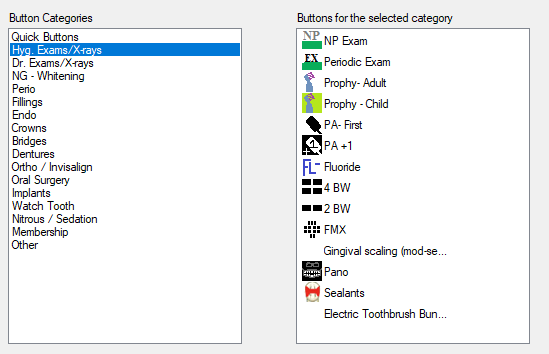 Button Categories
Quick Buttons
Hyg. Exams/X-rays
Dr. Exams/X-rays
NG - Whitening
Perio
Fillings
Endo
Crowns
Bridges
Dentures
Ortho / Invisalign
Oral Surgery
Implants
Watch Tooth
Nitrous / Sedation
Membership
Other
Buttons for the selected category
NP NP Exam
EX Periodic Exam
Prophy- Adult
Prophy - Child
PA- First
1 PA +1
FL- Fluoride
4 BW
2 BW
FMX
Gingival scaling (mod-se...
Pano
Sealants
Electric Toothbrush Bun...